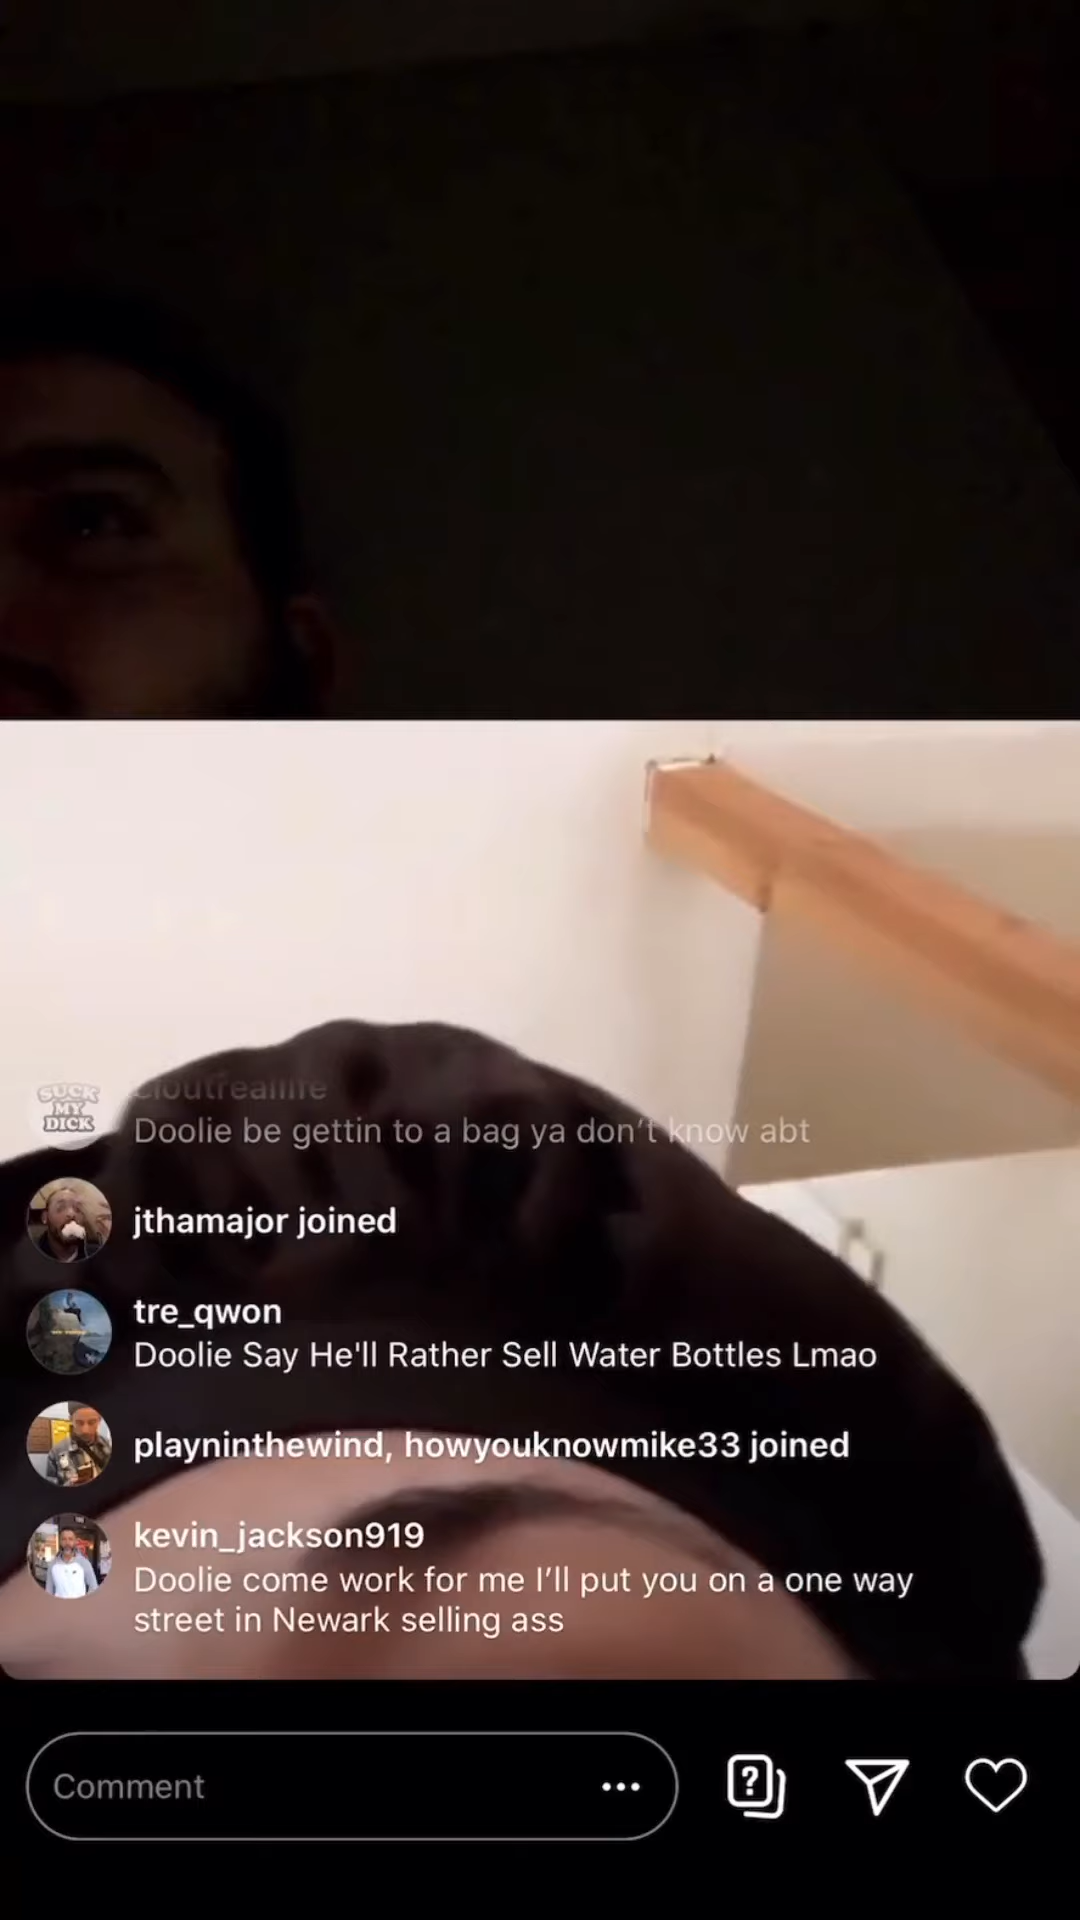 SUCK
MY
DICK
cloutreallife
Doolie be gettin to a bag ya don't know abt
jthamajor joined
tre_qwon
Doolie Say He'll Rather Sell Water Bottles Lmao
playninthewind, howyouknowmike33 joined
kevin_jackson919
Doolie come work for me I’ll put you on a one way
street in Newark selling ass
Comment